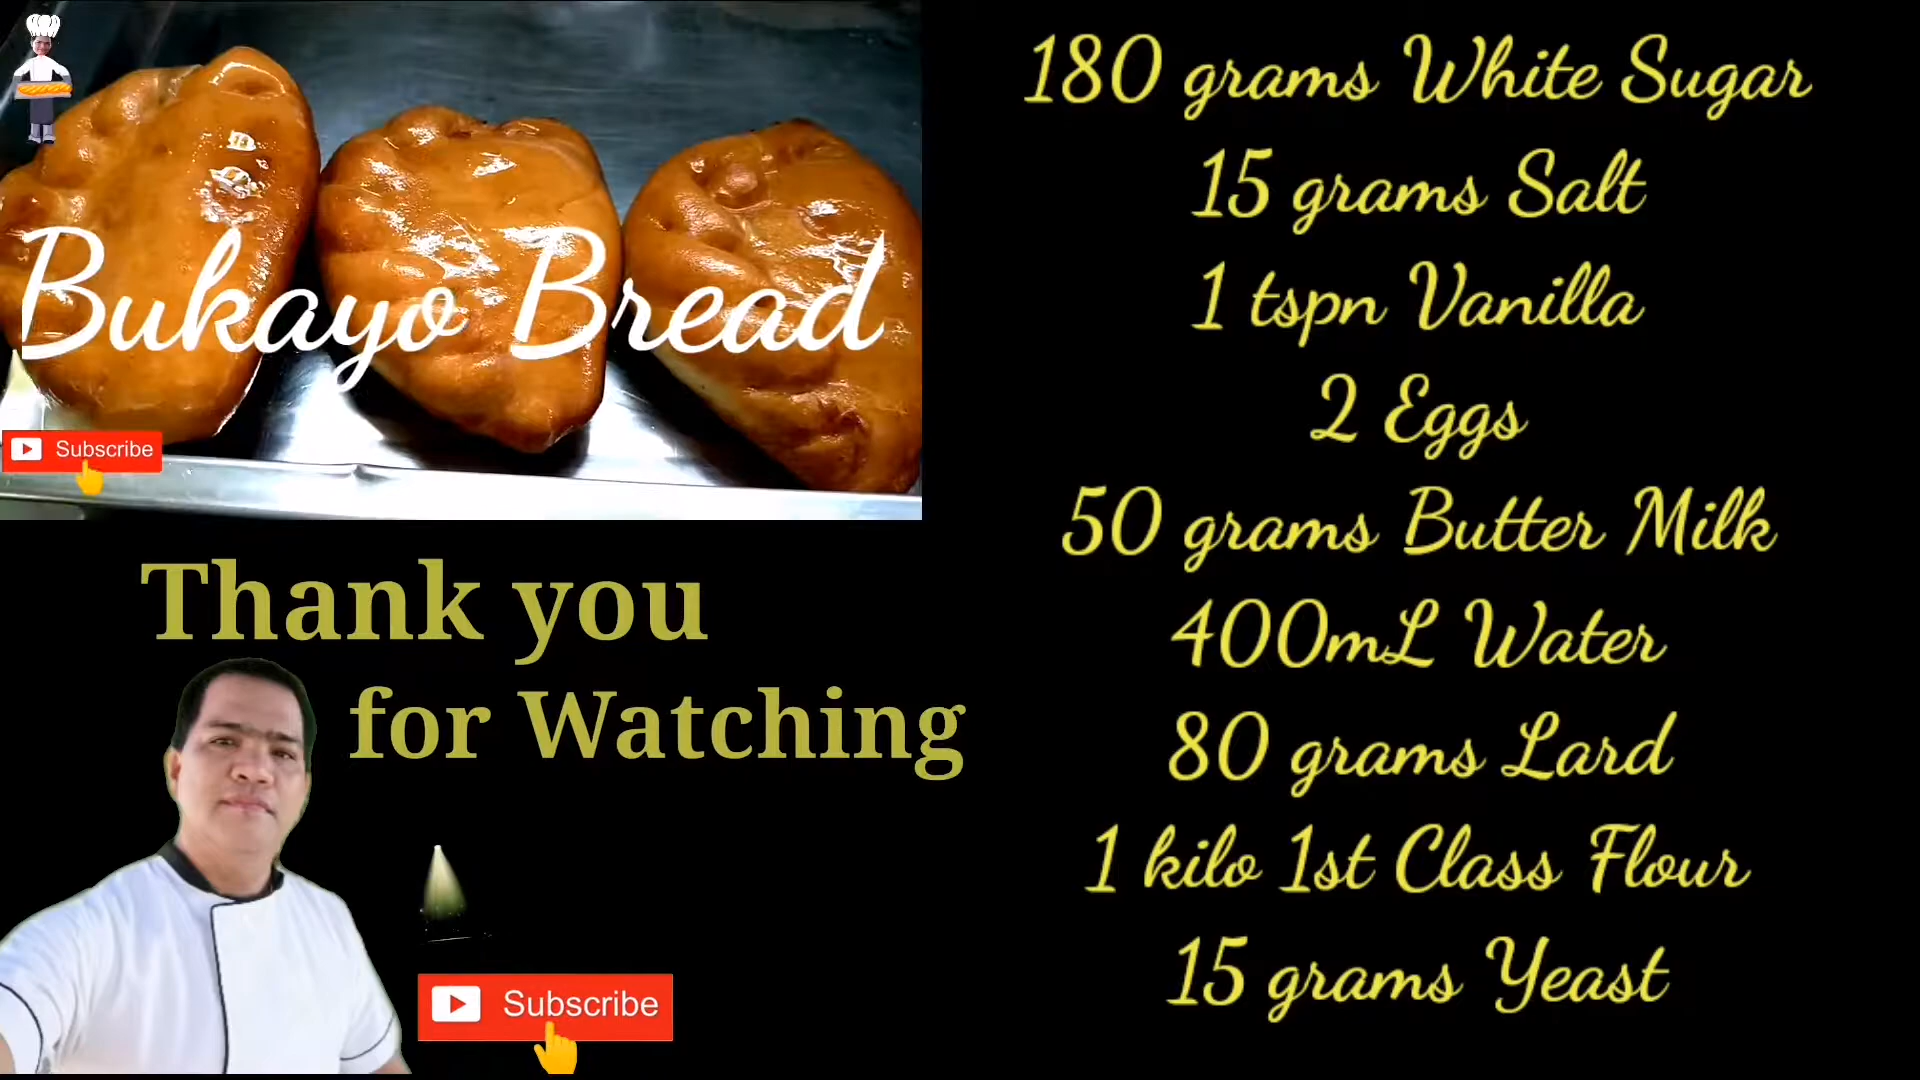 Bukayo Bread
Subscribe
Thank you
for Watching
Subscribe
180 grams White Sugar
15 grams Salt
1 tspn Vanilla
2 Eggs
50 grams Butter Milk
400mL Water
80 grams Lard
1 kilo 1st Class Flour
15 grams Yeast